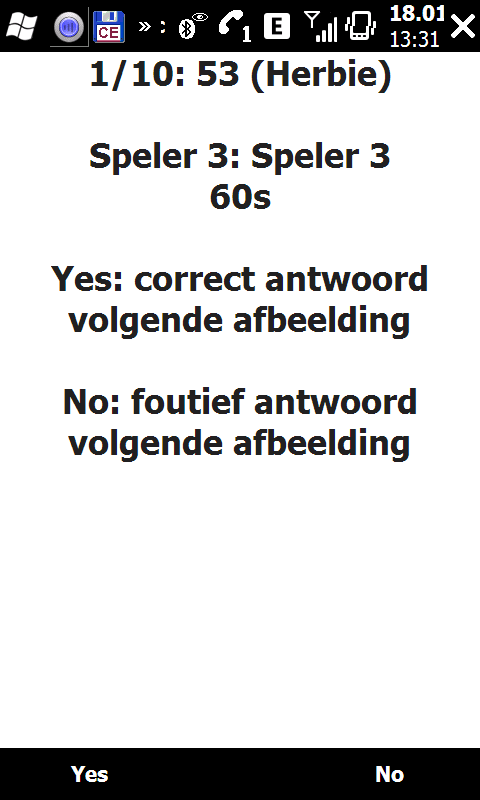 CE
»
1
E
18.01
13:31
1/10: 53 (Herbie)
Speler 3: Speler 3
60s
Yes: correct antwoord
volgende afbeelding
No: foutief antwoord
volgende afbeelding
Yes
No